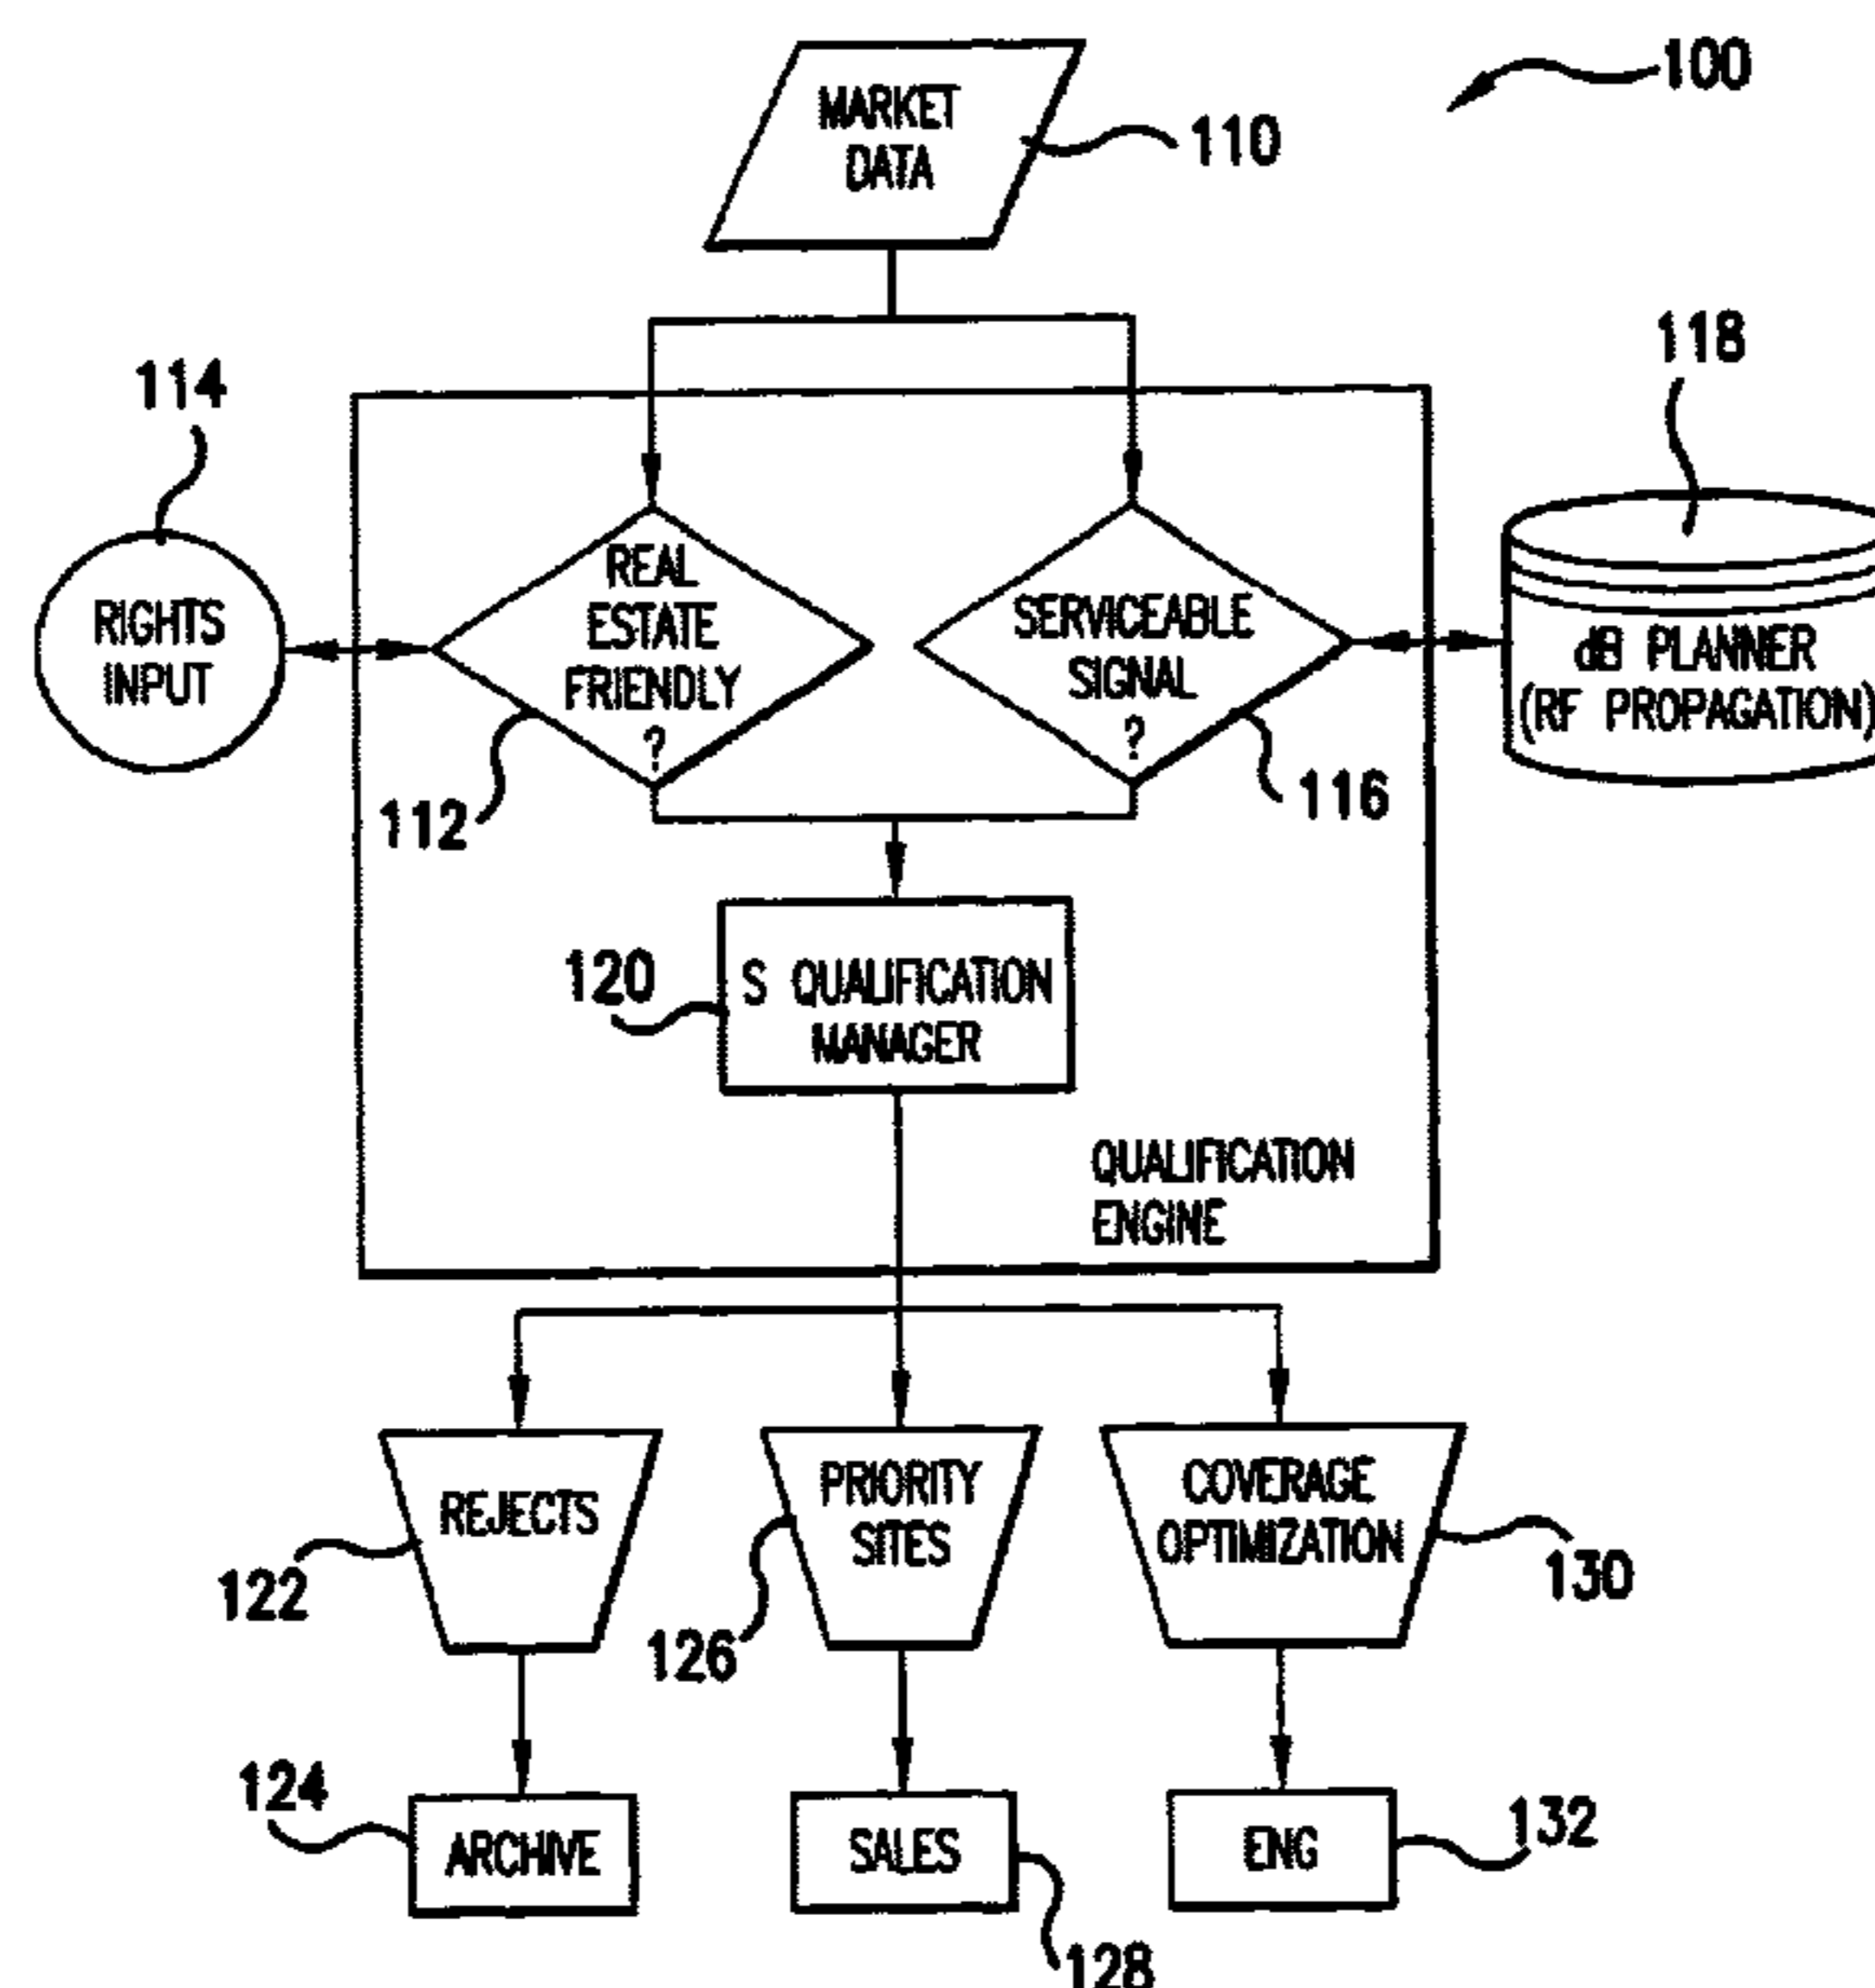 100
MARKET
DATA
110
114
118
RIGHTS
INPUT
REAL
ESTATE
FRIENDLY
?
SERVICEABLE
SIGNAL
?
dB PLANNER
(RF PROPAGATION)
112
116
120
S QUALIFICATION
MANAGER
QUALIFICATION
ENGINE
REJECTS
PRIORITY
SITES
COVERAGE
OPTIMIZATION
122
126
130
124
ARCHIVE
SALES
ENG
132
128